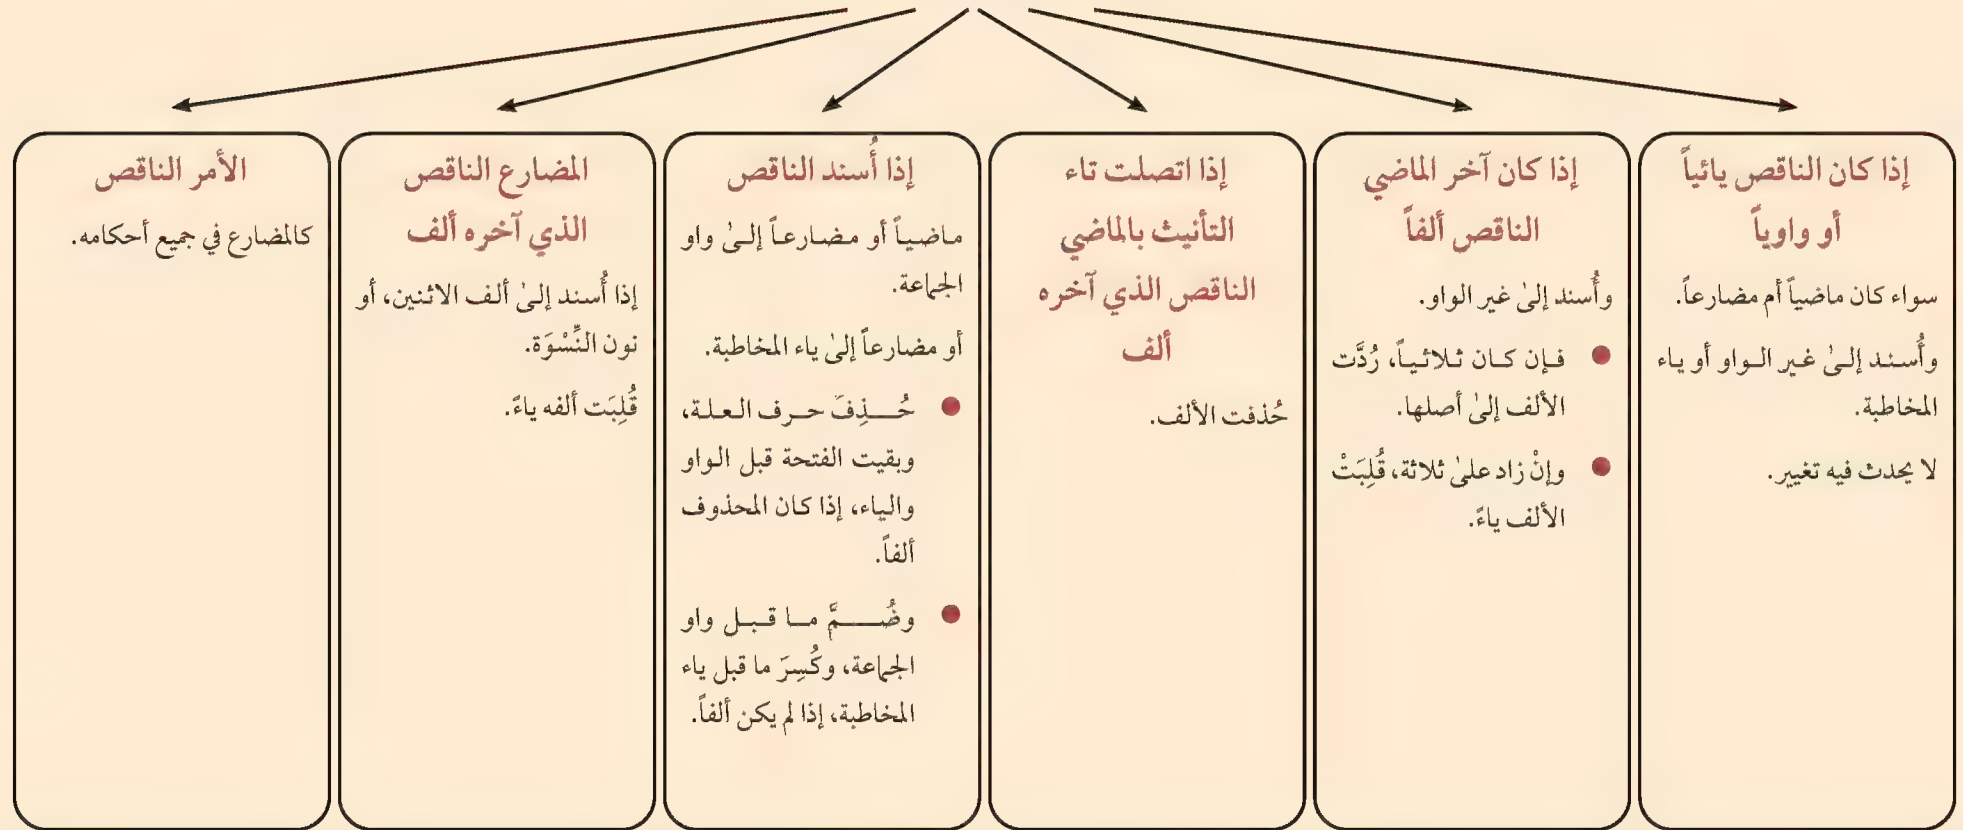 إذا كان الناقص يائياً
أو واوياً
سواء كان ماضياً أم مضارعاً.
وأُسند إلىٰ غير الواو أو ياء
المخاطبة.
لا يحدث فيه تغيير.
إذا كان آخر الماضي
الناقص ألفاً
وأُسند إلىٰ غير الواو.
فإن كان ثلاثياً، رُدَّت
الألف إلىٰ أصلها.
وإنْ زاد علىٰ ثلاثة، قُلِبَتْ
الألف ياءً.
إذا اتصلت تاء
التأنيث بالماضي
الناقص الذي آخره
ألف
حُذفت الألف.
إذا أُسند الناقص
ماضياً أو مضارعاً إلىٰ واو
الجماعة.
أو مضارعاً إلىٰ ياء المخاطبة.
حُذِفَ حرف العلة،
وبقيت الفتحة قبل الواو
والياء، إذا كان المحذوف
ألفاً.
وضُمَّ ما قبل واو
الجماعة، وكُسِرَ ما قبل ياء
المخاطبة، إذا لم يكن ألفاً.
المضارع الناقص
الذي آخره ألف
إذا أُسند إلىٰ ألف الاثنين، أو
نون النِّسْوَة.
قُلِبَت ألفه ياءً.
الأمر الناقص
كالمضارع في جميع أحكامه.